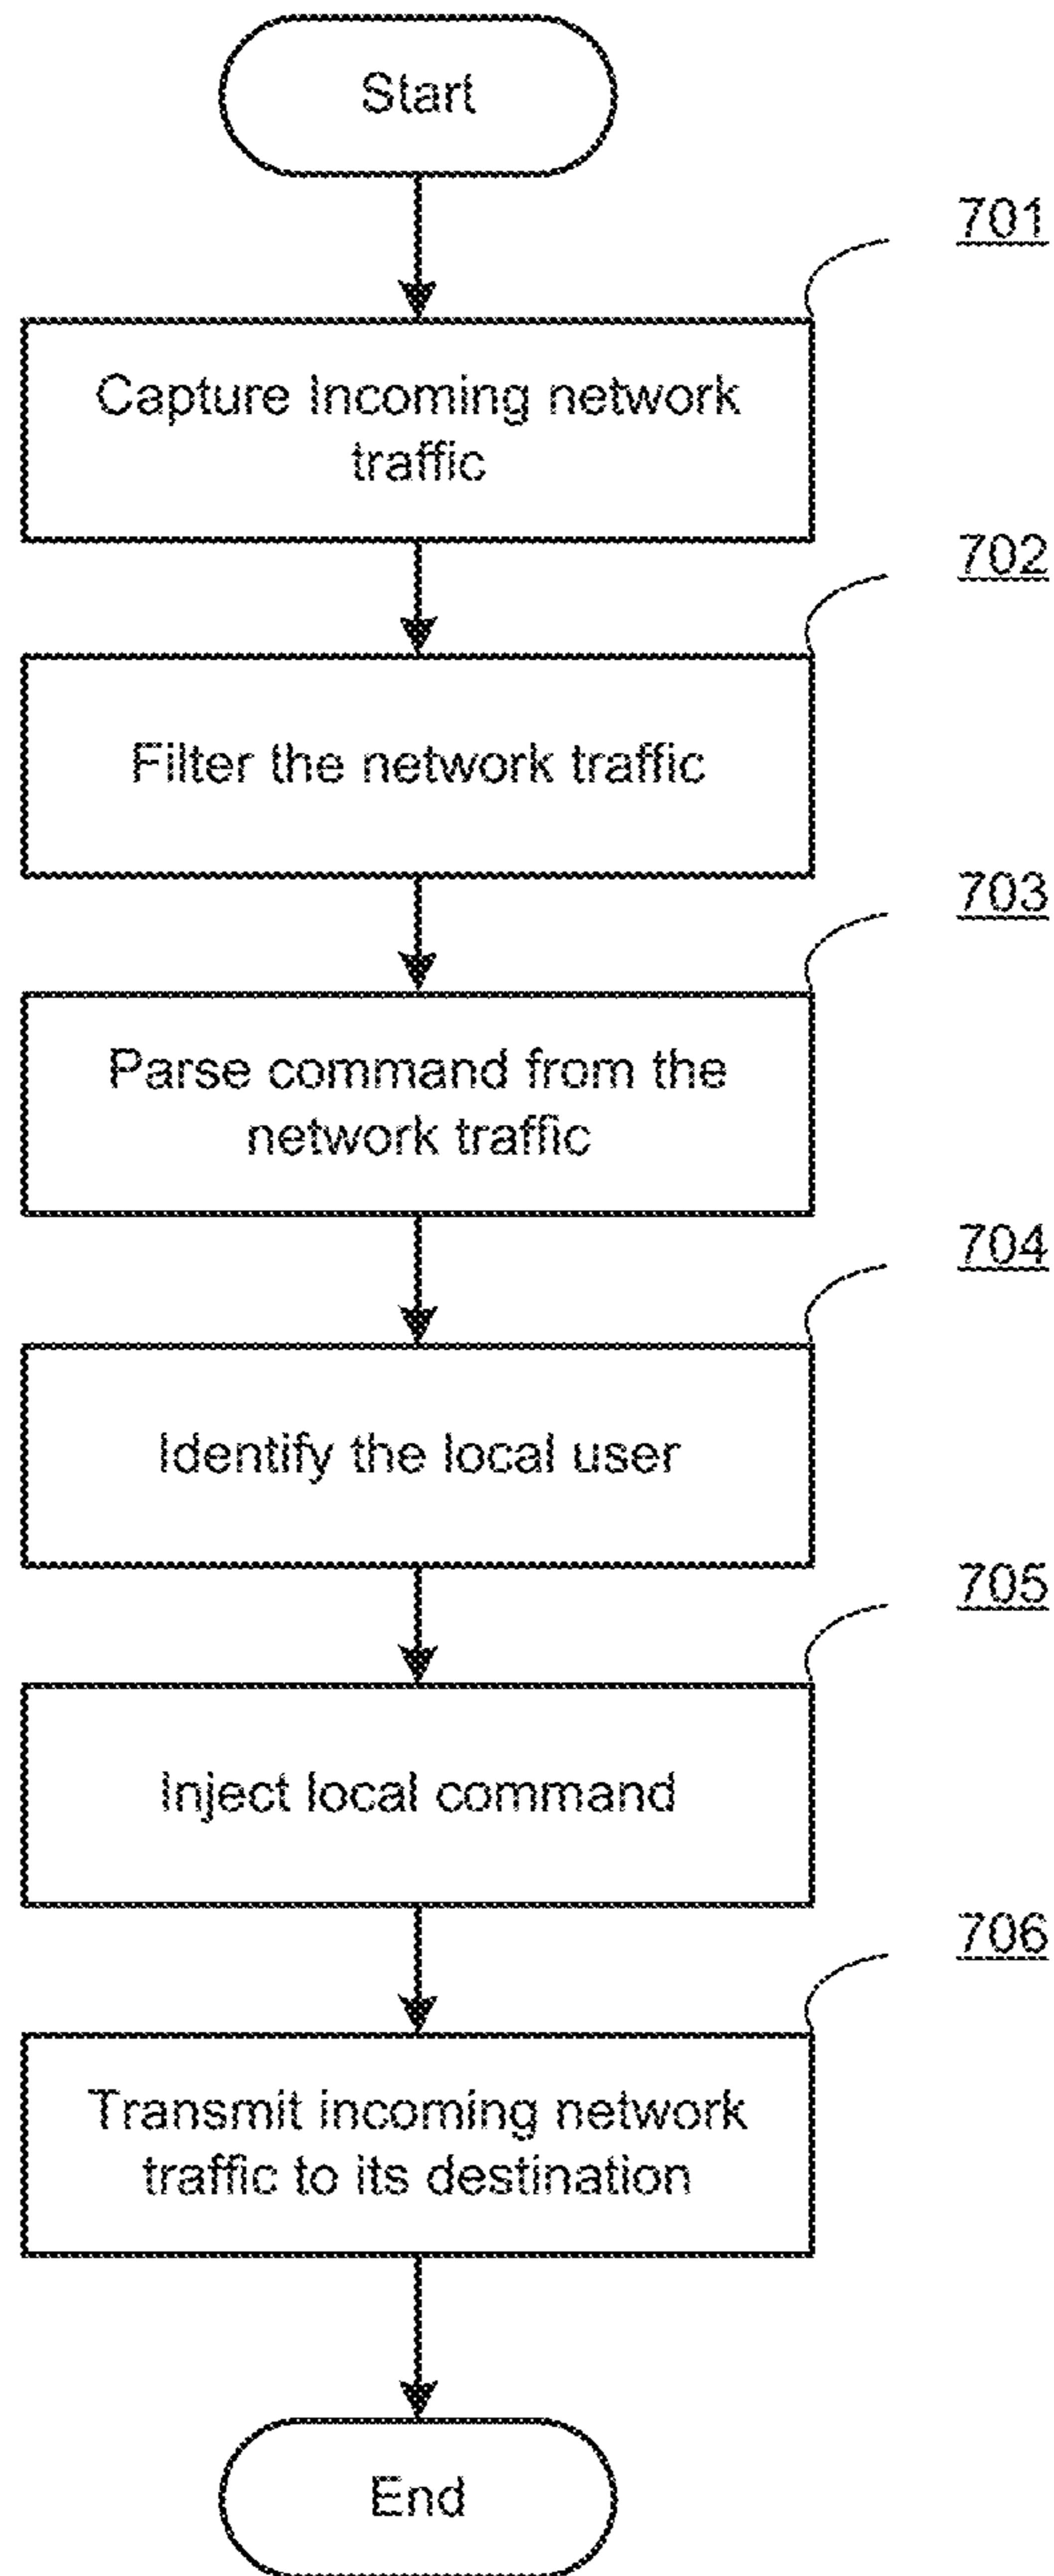 Start
701
Capture Incoming network
traffic
702
Filter the network traffic
703
Parse command from the
network traffic
704
Identify the local user
705
Inject local command
706
Transmit incoming network
traffic to its destination
End